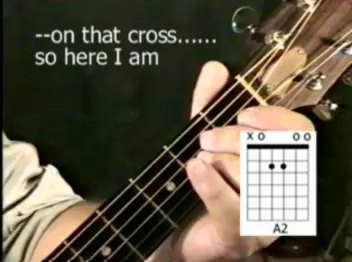 --on that cross......
so here I am
X O O O
A2